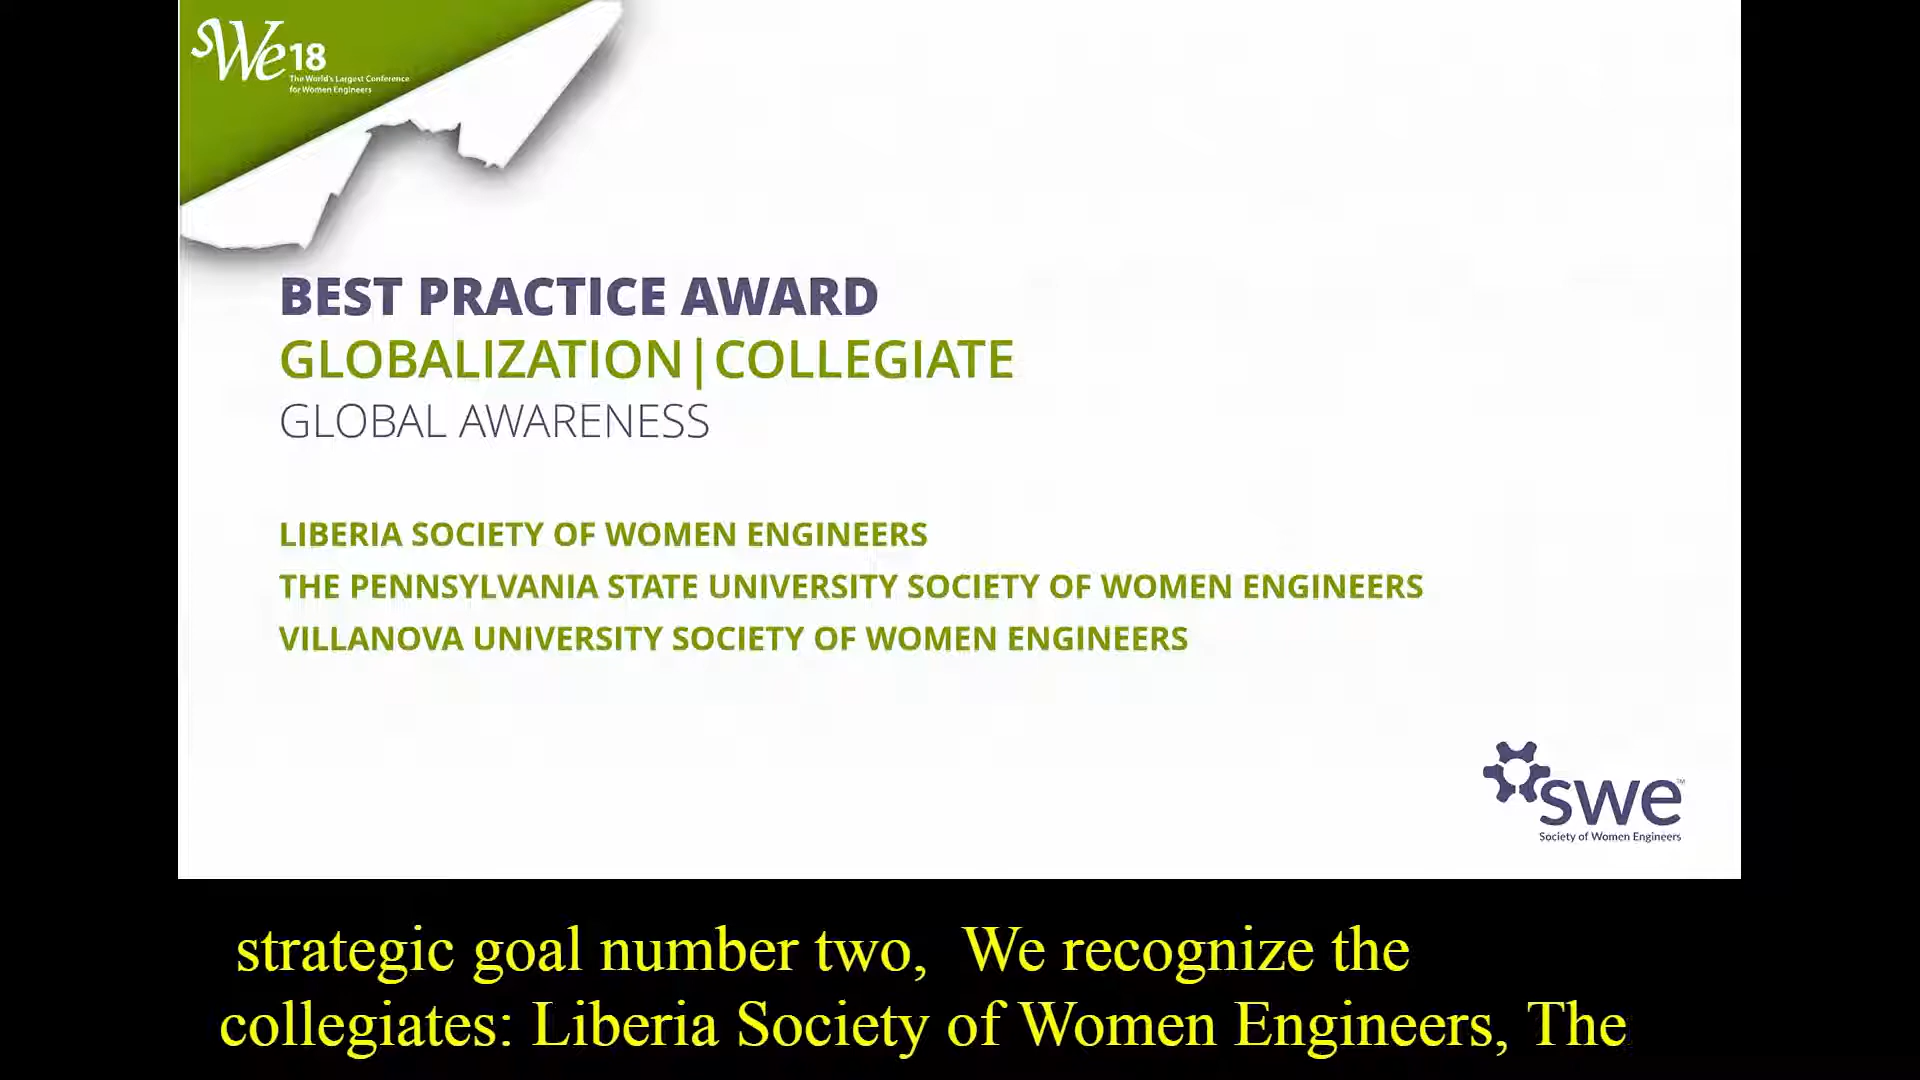 sWe18
The World's Largest Conference
for Women Engineers
BEST PRACTICE AWARD
GLOBALIZATION|COLLEGIATE
GLOBAL AWARENESS
LIBERIA SOCIETY OF WOMEN ENGINEERS
THE PENNSYLVANIA STATE UNIVERSITY SOCIETY OF WOMEN ENGINEERS
VILLANOVA UNIVERSITY SOCIETY OF WOMEN ENGINEERS
swe™
Society of Women Engineers
strategic goal number two, We recognize the
collegiates: Liberia Society of Women Engineers, The